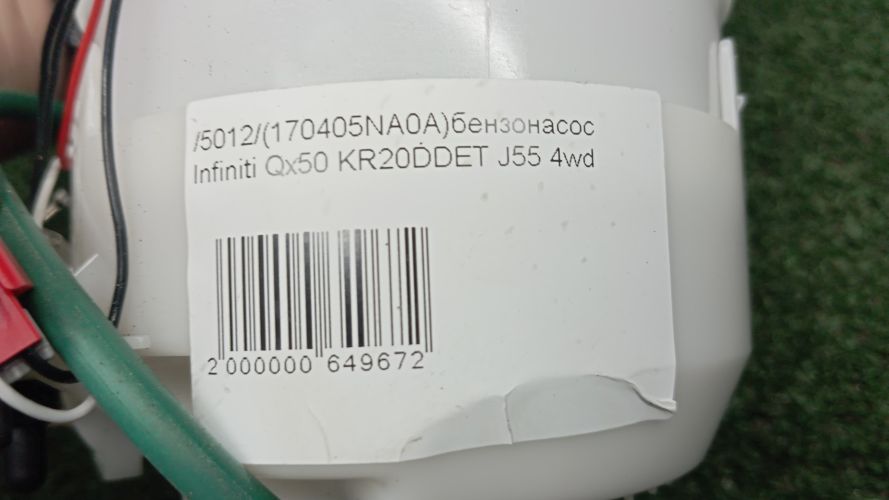 /5012/(170405NA0A)бензонасос
Infiniti Qx50 KR20DDET J55 4wd
2 000000 649672